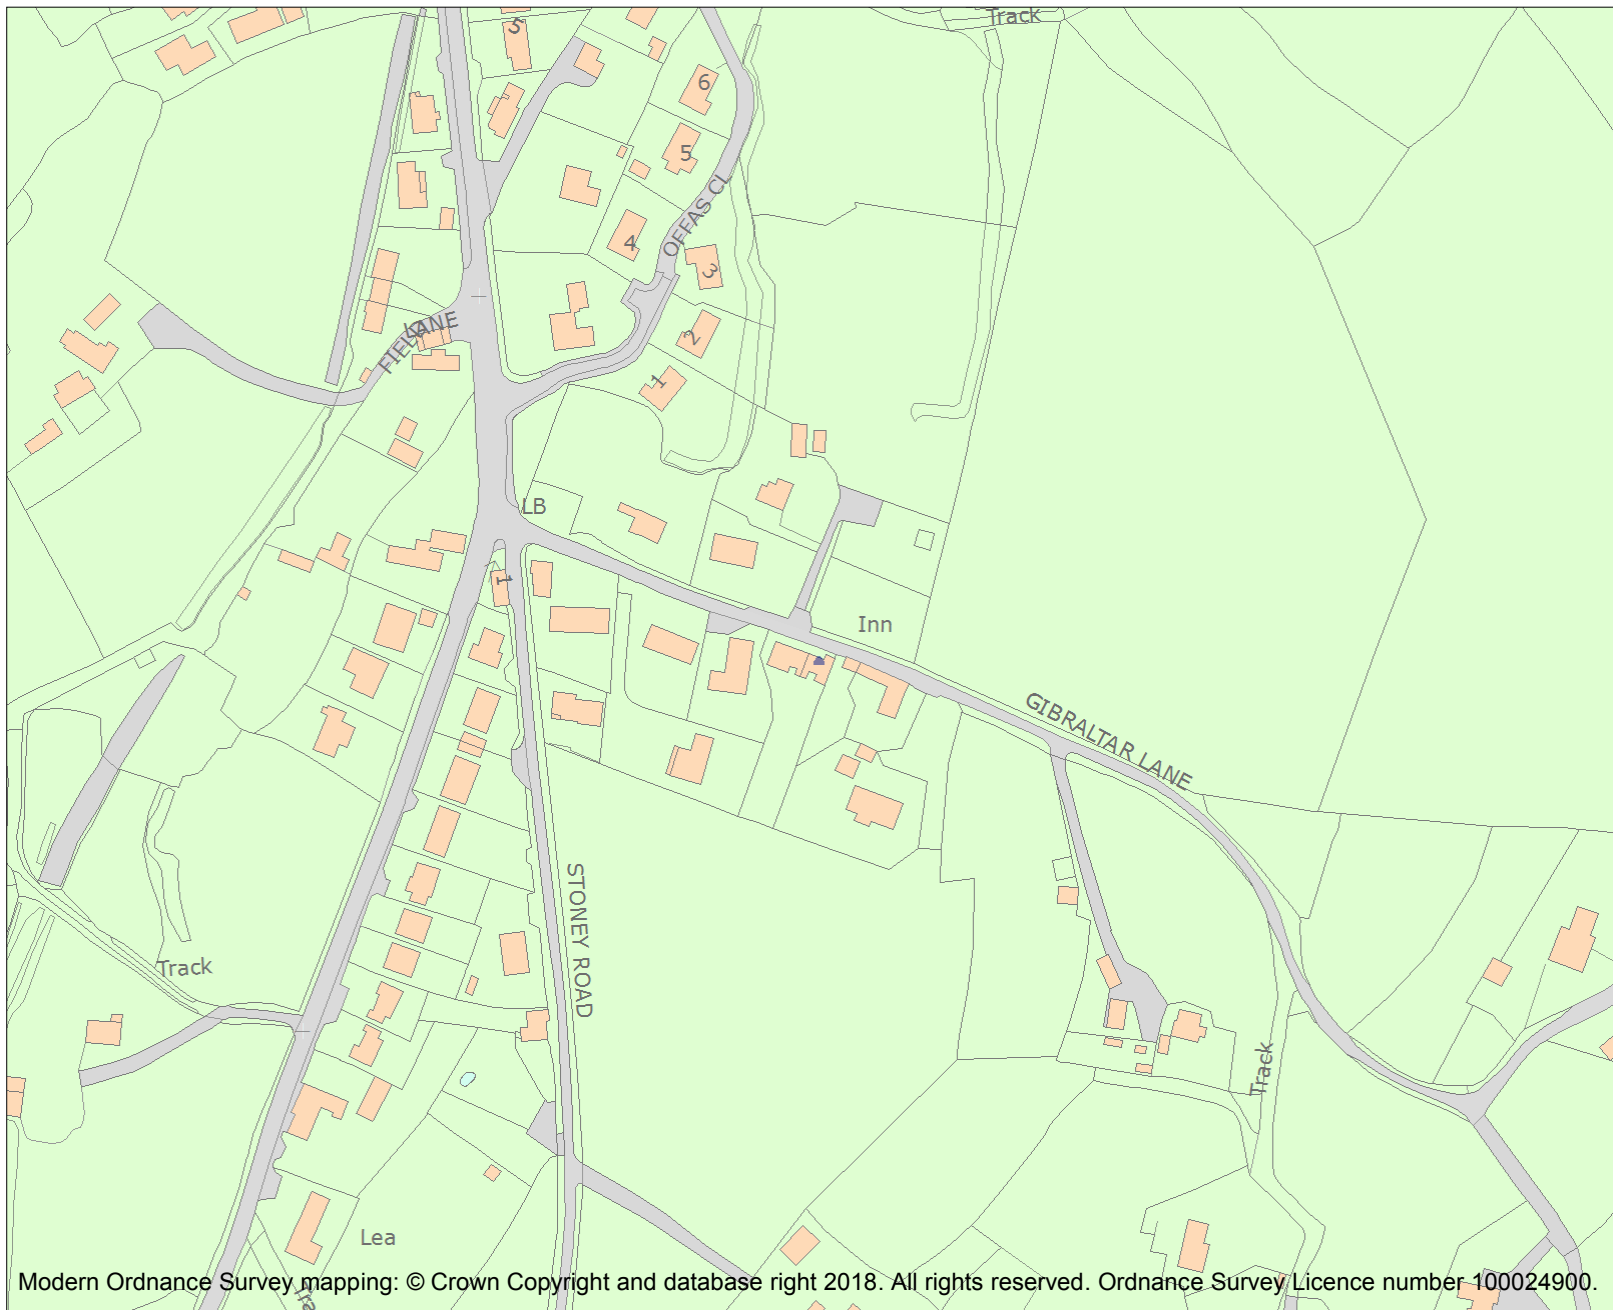 Track
5
6
5
OFFAS CL
4
3
FIELD LANE
2
1
LB
1
Inn
GIBRALTAR LANE
STONEY ROAD
Track
Track
Lea
Tra
Modern Ordnance Survey mapping: © Crown Copyright and database right 2018. All rights reserved. Ordnance Survey Licence number 100024900.